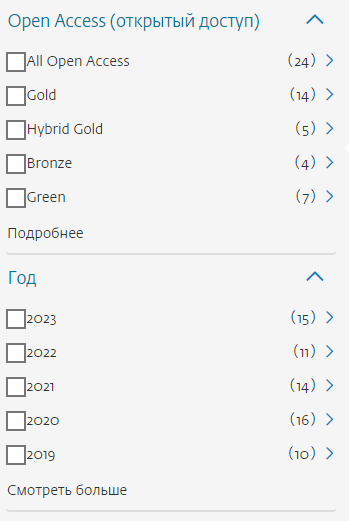 Open Access (открытый доступ)
All Open Access (24)
Gold (14)
Hybrid Gold (5)
Bronze (4)
Green (7)
Подробнее
Год
2023 (15)
2022 (11)
2021 (14)
2020 (16)
2019 (10)
Смотреть больше